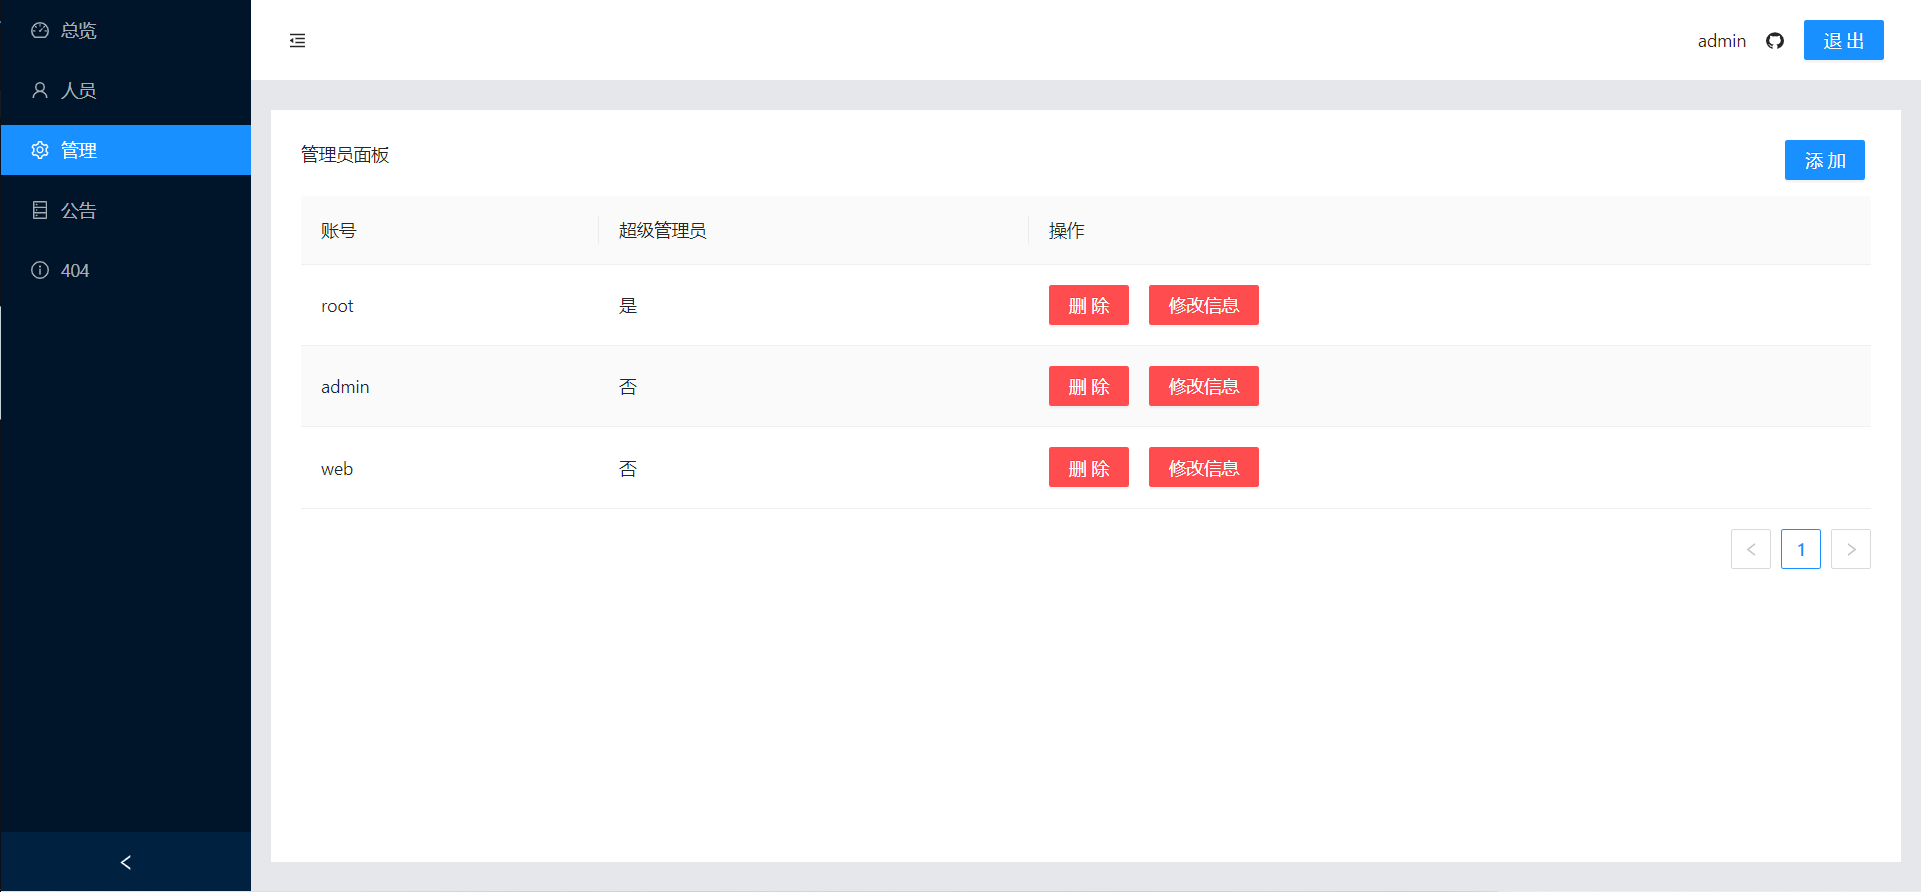 总览
人员
管理
公告
404
admin 退 出
管理员面板 添 加
账号 超级管理员 操作
root 是 删 除 修改信息
admin 否 删 除 修改信息
web 否 删 除 修改信息
1